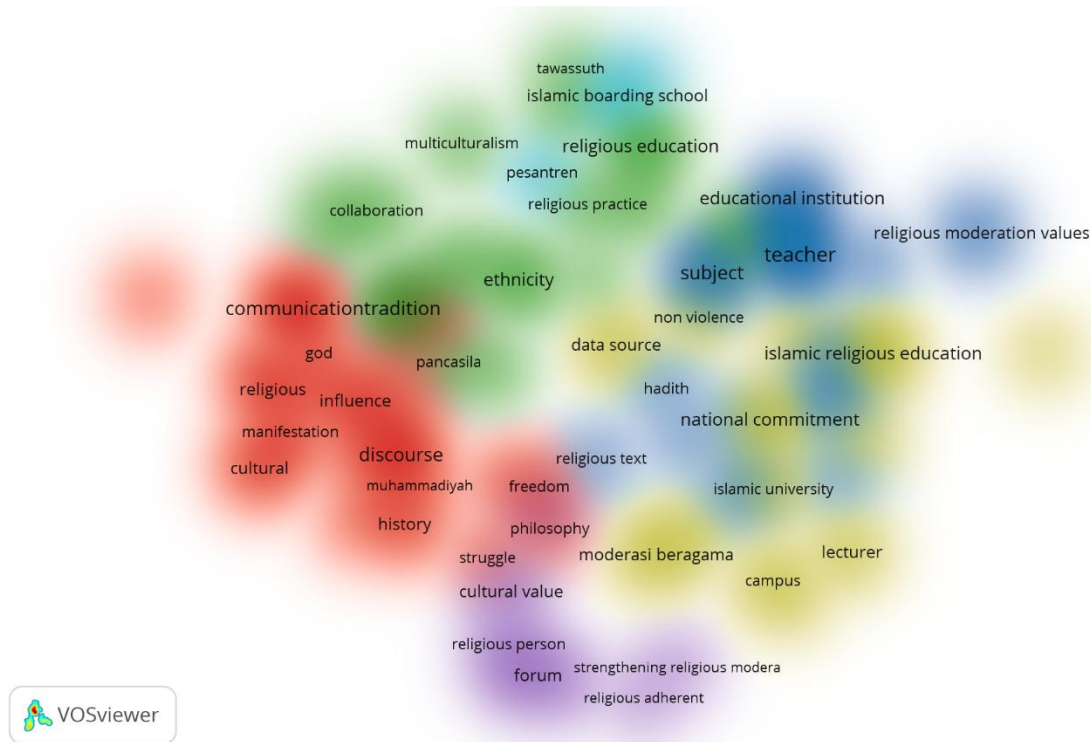 tawassuth
islamic boarding school
multiculturalism
religious education
pesantren
educational institution
religious practice
collaboration
religious moderation values
teacher
subject
ethnicity
communicationtradition
non violence
data source
god
islamic religious education
pancasila
religious
hadith
influence
national commitment
manifestation
discourse
religious text
cultural
muhammadiyah
freedom
islamic university
history
philosophy
struggle
moderasi beragama
lecturer
campus
cultural value
religious person
forum
strengthening religious modera
religious adherent
VOSviewer